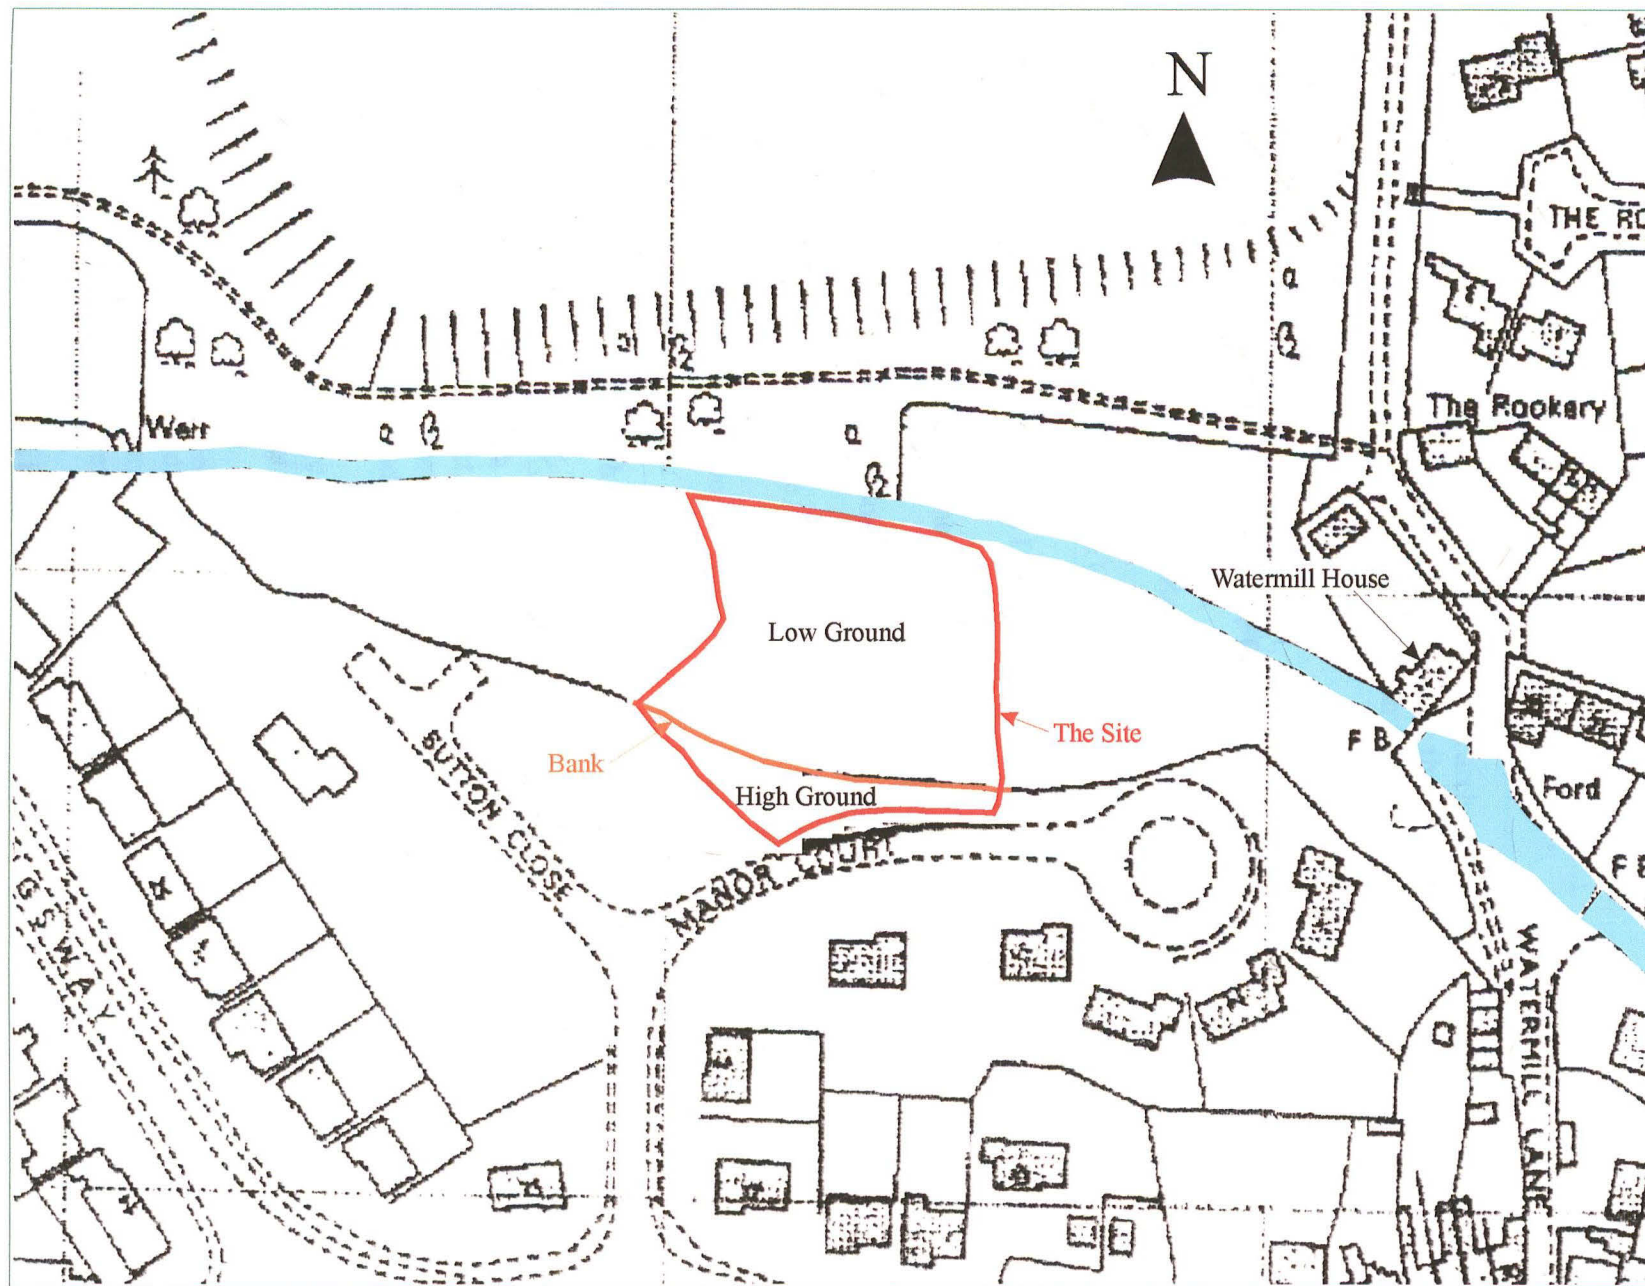 N
THE RO
The Rookery
Weir
Watermill House
Low Ground
The Site
Bank
F B
Ford
High Ground
SUTTON CLOSE
MANOR COURT
F B
GSWAY
WATERMILL LANE